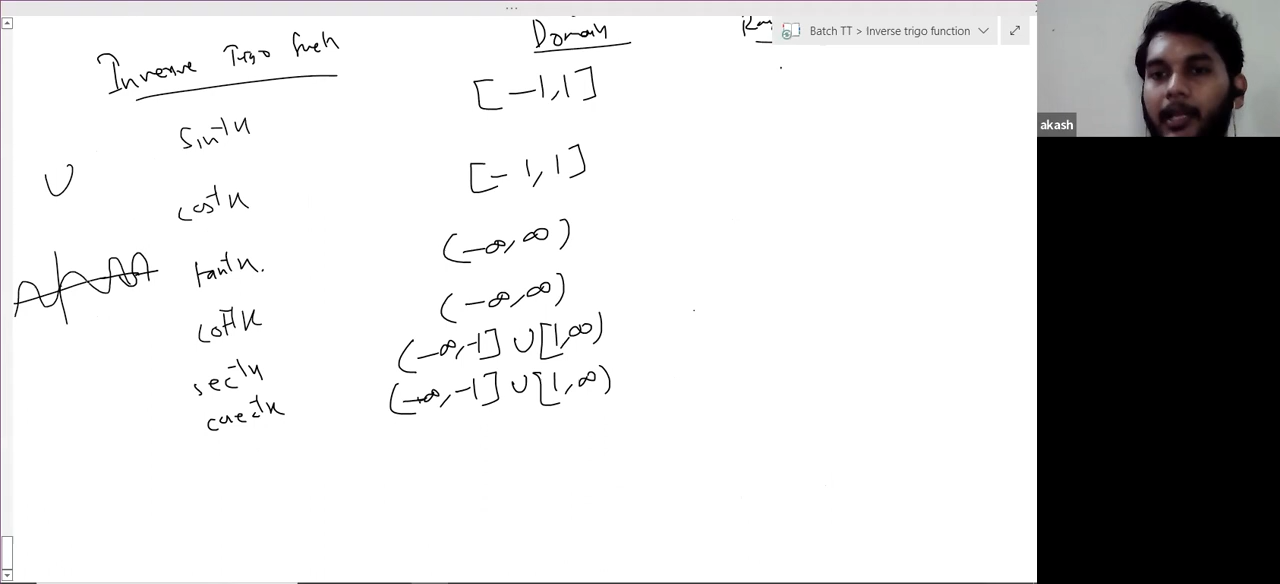 Inverse Trigo func Domain
Batch TT > Inverse trigo function
sin⁻¹x [-1,1]
cos⁻¹x [-1,1]
tan⁻¹x. (-∞,∞)
cot⁻¹x (-∞,∞)
sec⁻¹x (-∞,-1] ∪ [1,∞)
cosec⁻¹x (-∞,-1] ∪ [1,∞)
∪
akash